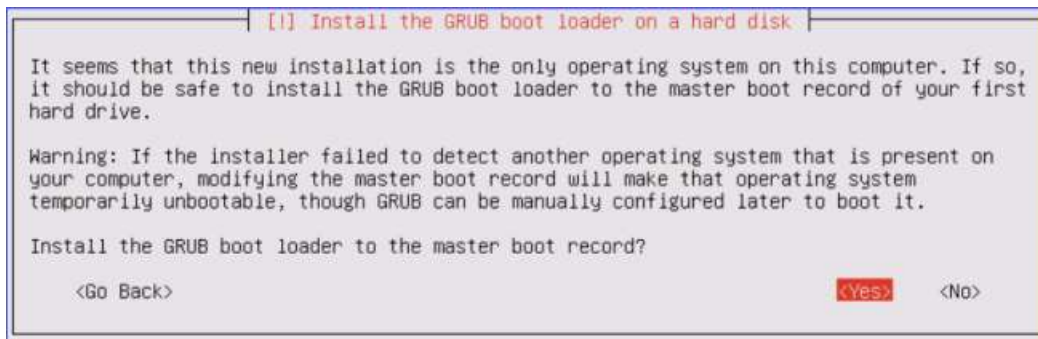 [!] Install the GRUB boot loader on a hard disk
It seems that this new installation is the only operating system on this computer. If so,
it should be safe to install the GRUB boot loader to the master boot record of your first
hard drive.
Warning: If the installer failed to detect another operating system that is present on
your computer, modifying the master boot record will make that operating system
temporarily unbootable, though GRUB can be manually configured later to boot it.
Install the GRUB boot loader to the master boot record?
<Go Back> <Yes> <No>